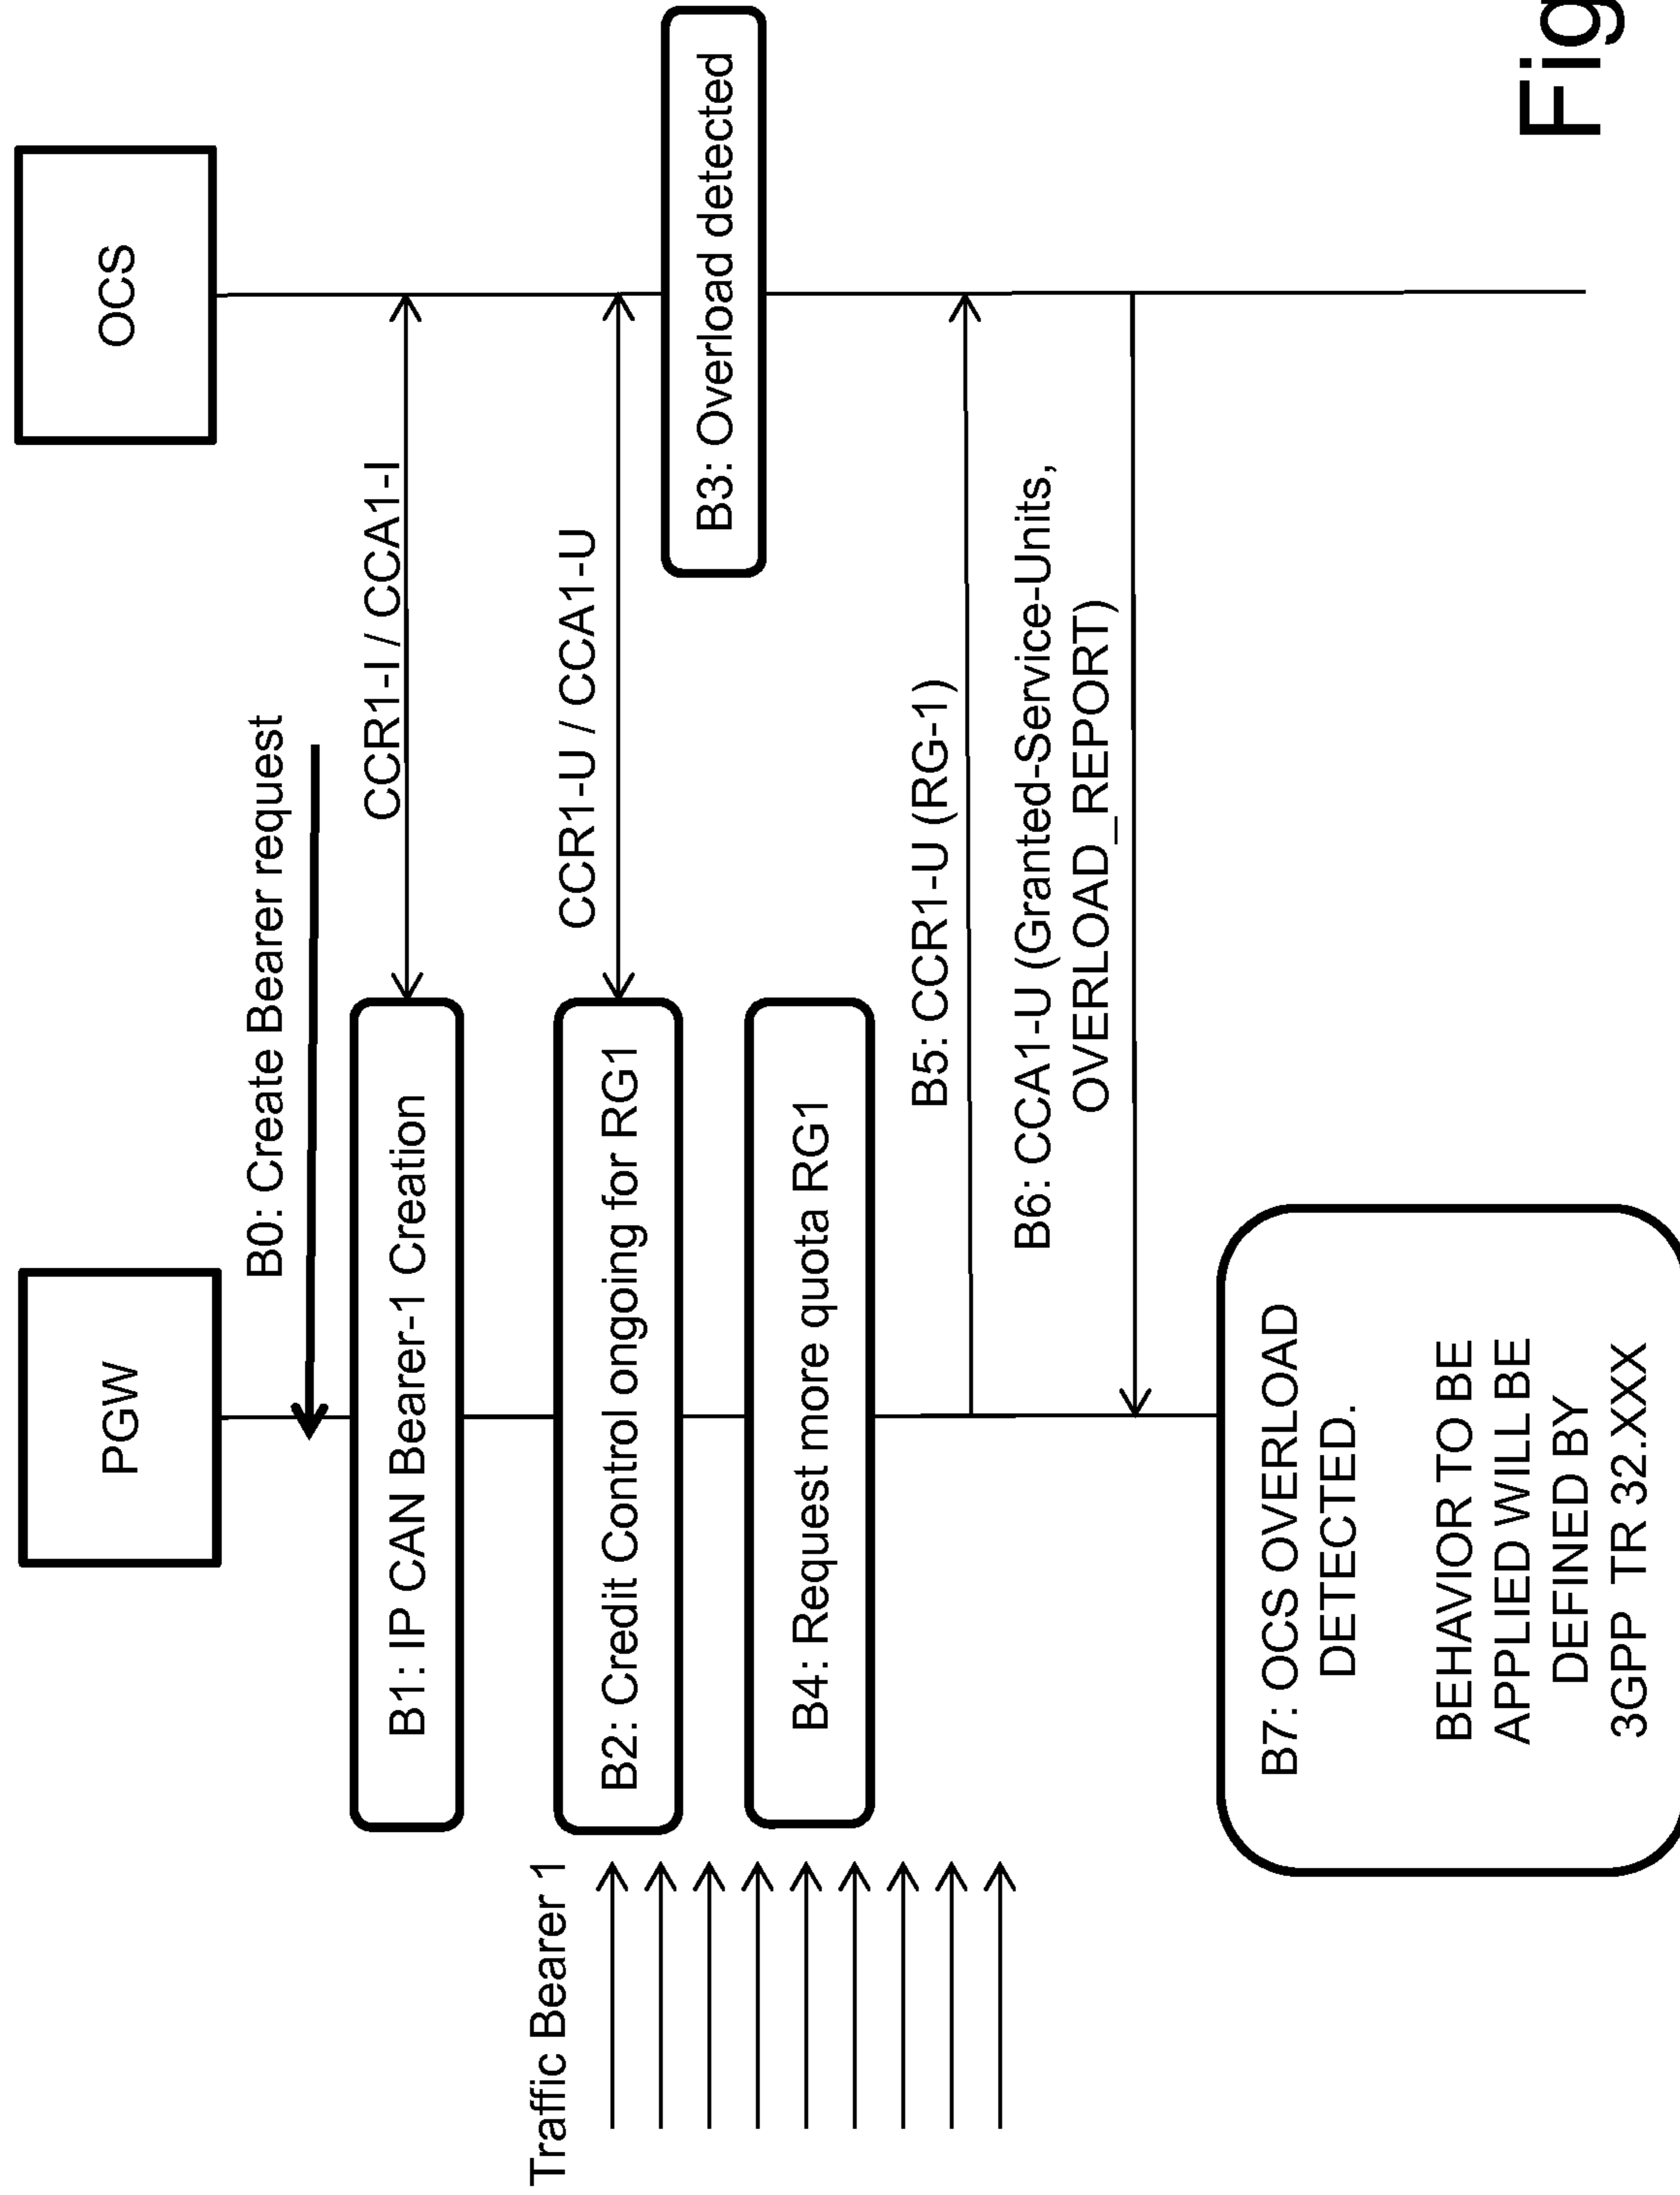 PGW
OCS
B0: Create Bearer request
CCR1-I / CCA1-I
B1: IP CAN Bearer-1 Creation
Traffic Bearer 1
CCR1-U / CCA1-U
B2: Credit Control ongoing for RG1
B3: Overload detected
B4: Request more quota RG1
B5: CCR1-U (RG-1)
B6: CCA1-U (Granted-Service-Units,
OVERLOAD_REPORT)
B7: OCS OVERLOAD
DETECTED.
BEHAVIOR TO BE
APPLIED WILL BE
DEFINED BY
3GPP TR 32.XXX
Fig